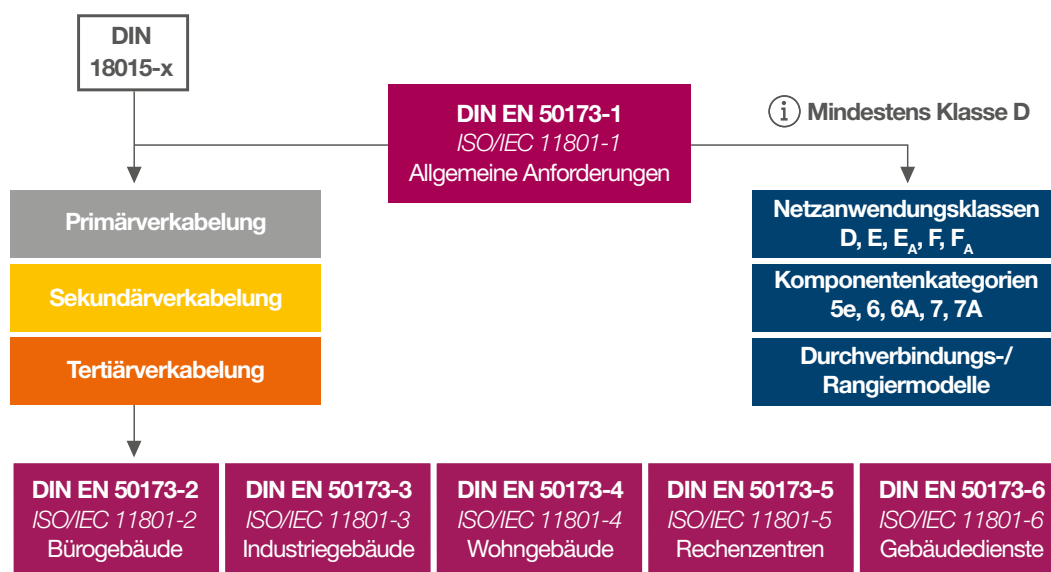 DIN
18015-x
DIN EN 50173-1
ISO/IEC 11801-1
Allgemeine Anforderungen
i Mindestens Klasse D
Primärverkabelung
Sekundärverkabelung
Tertiärverkabelung
Netzanwendungsklassen
D, E, E_A, F, F_A
Komponentenkategorien
5e, 6, 6A, 7, 7A
Durchverbindungs-/
Rangiermodelle
DIN EN 50173-2
ISO/IEC 11801-2
Bürogebäude
DIN EN 50173-3
ISO/IEC 11801-3
Industriegebäude
DIN EN 50173-4
ISO/IEC 11801-4
Wohngebäude
DIN EN 50173-5
ISO/IEC 11801-5
Rechenzentren
DIN EN 50173-6
ISO/IEC 11801-6
Gebäudedienste